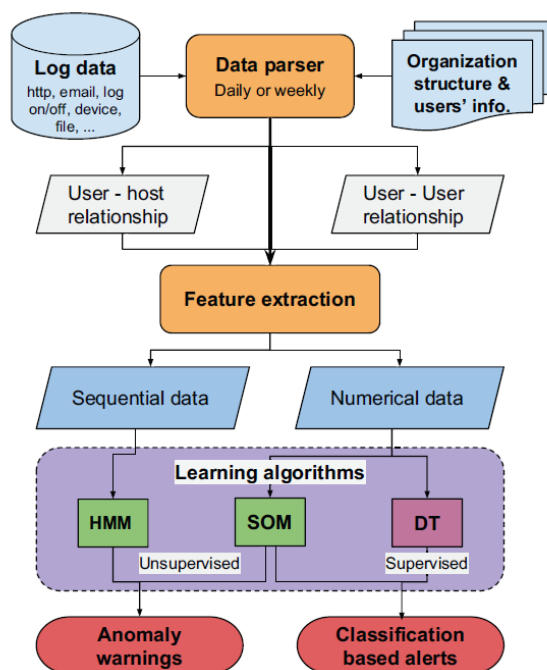 Log data
http, email, log
on/off, device,
file, ...
Data parser
Daily or weekly
Organization
structure &
users' info.
User - host
relationship
User - User
relationship
Feature extraction
Sequential data
Numerical data
Learning algorithms
HMM
SOM
DT
Unsupervised
Supervised
Anomaly
warnings
Classification
based alerts